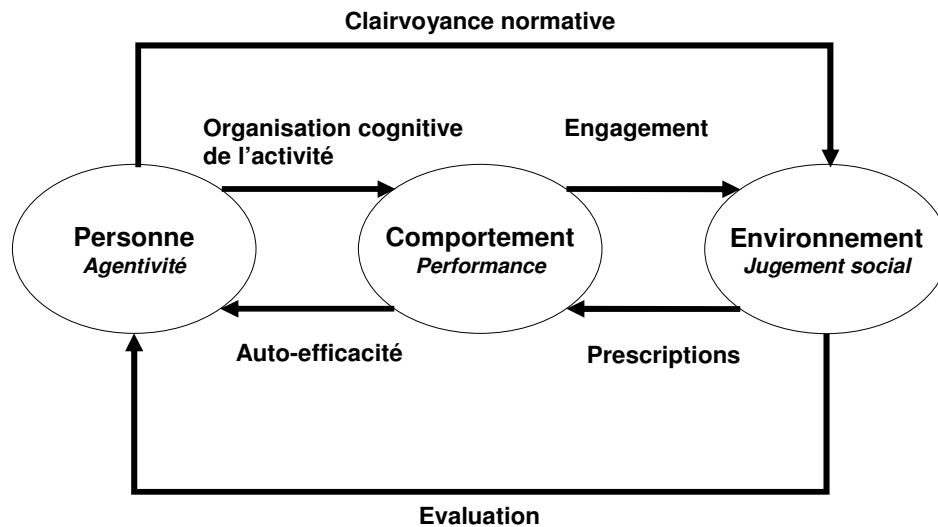 Clairvoyance normative
Organisation cognitive
de l’activité
Engagement
Personne
Agentivité
Comportement
Performance
Environnement
Jugement social
Auto-efficacité
Prescriptions
Evaluation